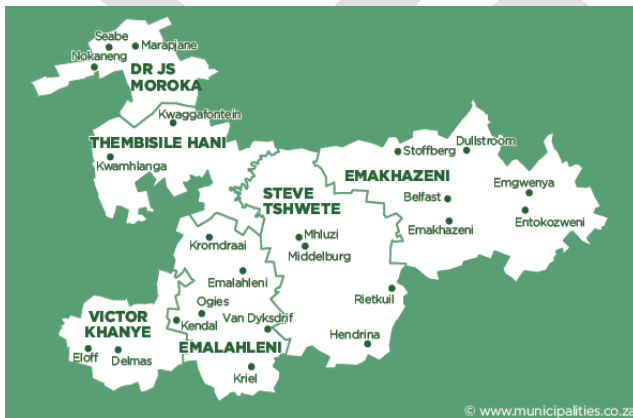 Seabe
Marapjane
Nokaneng
DR JS
MOROKA
Kwaggafontein
THEMBISILE HANI
Kwamhlanga
Stoffberg
Dullstroom
EMAKHAZENI
Emgwenya
Belfast
Entokozweni
Emakhazeni
STEVE
TSHWETE
Mhluzi
Middelburg
Rietkuil
Hendrina
Kromdraai
Emalahleni
Ogies
Kendal
Van Dyksdrif
EMALAHLENI
Kriel
VICTOR
KHANYE
Eloff
Delmas
© www.municipalities.co.za